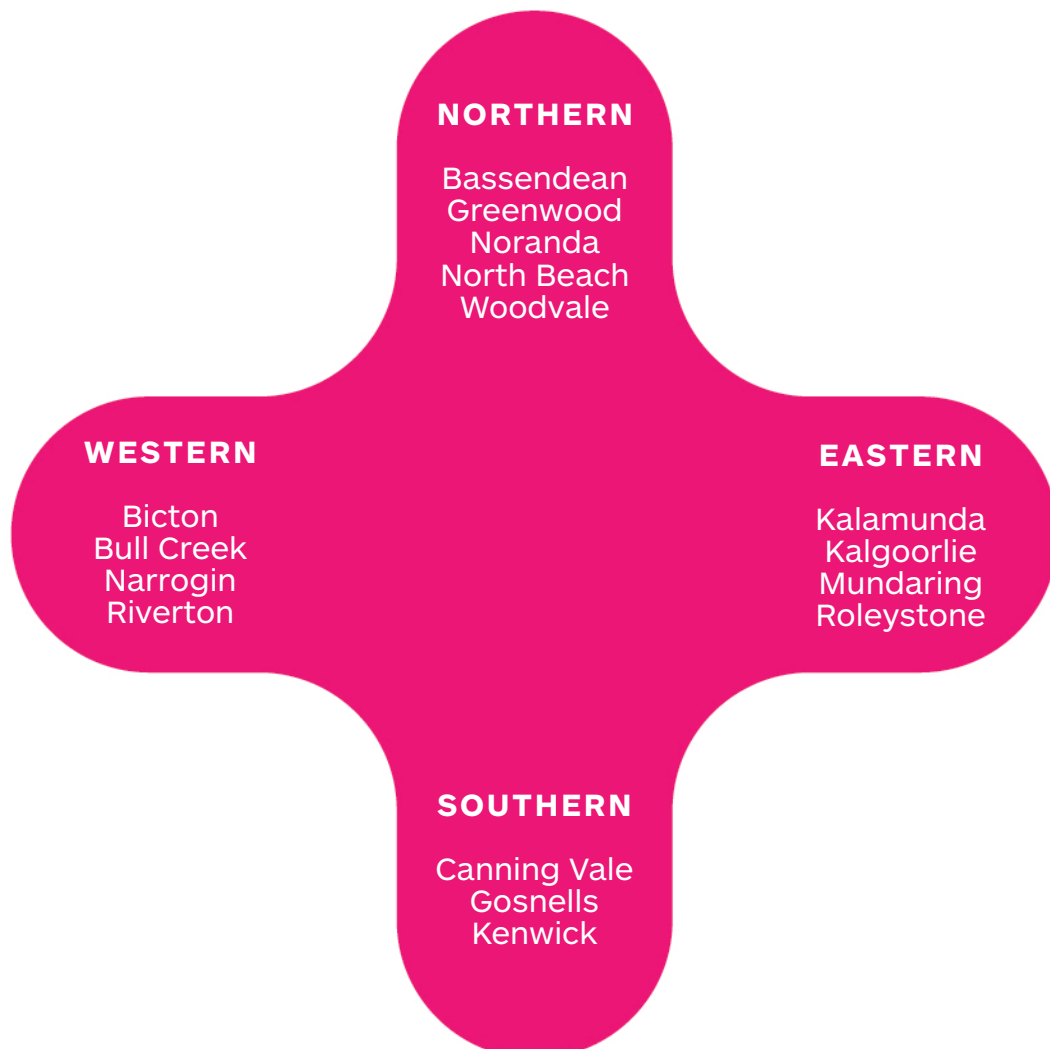 NORTHERN
Bassendean
Greenwood
Noranda
North Beach
Woodvale
WESTERN
Bicton
Bull Creek
Narrogin
Riverton
EASTERN
Kalamunda
Kalgoorlie
Mundaring
Roleystone
SOUTHERN
Canning Vale
Gosnells
Kenwick